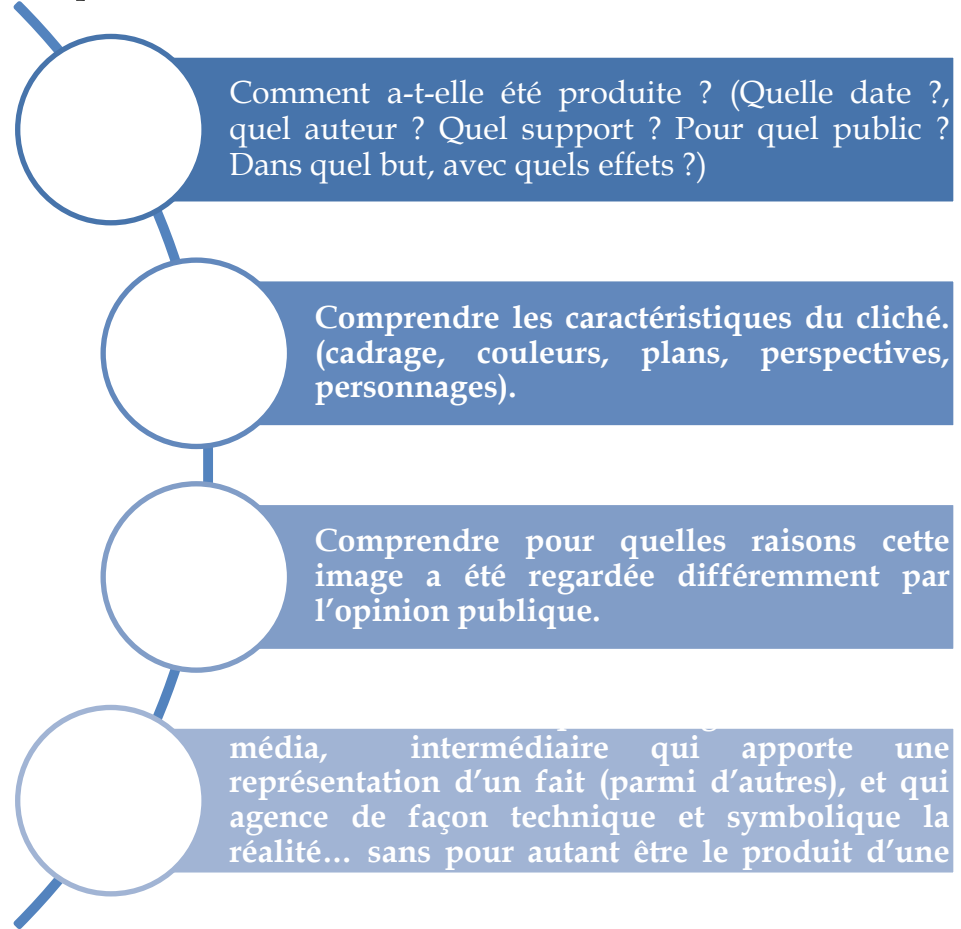 Comment a-t-elle été produite ? (Quelle date ?,
quel auteur ? Quel support ? Pour quel public ?
Dans quel but, avec quels effets ?)
Comprendre les caractéristiques du cliché.
(cadrage, couleurs, plans, perspectives,
personnages).
Comprendre pour quelles raisons cette
image a été regardée différemment par
l’opinion publique.
média, intermédiaire qui apporte une
représentation d’un fait (parmi d’autres), et qui
agence de façon technique et symbolique la
réalité… sans pour autant être le produit d’une